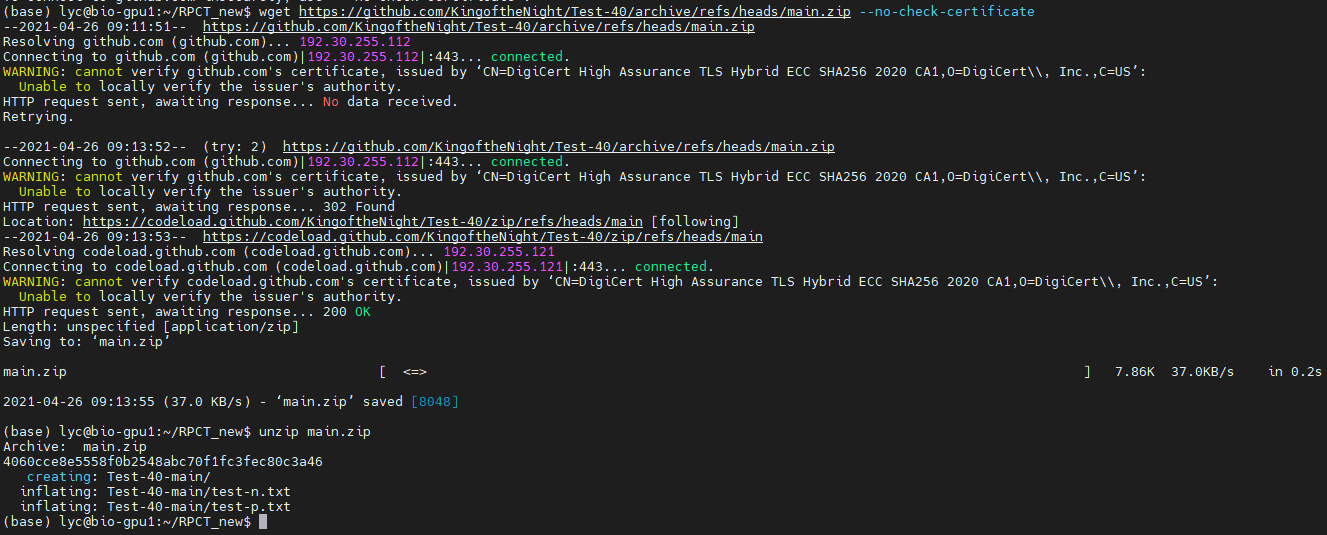 (base) lyc@bio-gpu1:~/RPCT_new$ wget https://github.com/KingoftheNight/Test-40/archive/refs/heads/main.zip --no-check-certificate
--2021-04-26 09:11:51--  https://github.com/KingoftheNight/Test-40/archive/refs/heads/main.zip
Resolving github.com (github.com)... 192.30.255.112
Connecting to github.com (github.com)|192.30.255.112|:443... connected.
WARNING: cannot verify github.com's certificate, issued by ‘CN=DigiCert High Assurance TLS Hybrid ECC SHA256 2020 CA1,O=DigiCert\\, Inc.,C=US’:
  Unable to locally verify the issuer's authority.
HTTP request sent, awaiting response... No data received.
Retrying.

--2021-04-26 09:13:52--  (try: 2)  https://github.com/KingoftheNight/Test-40/archive/refs/heads/main.zip
Connecting to github.com (github.com)|192.30.255.112|:443... connected.
WARNING: cannot verify github.com's certificate, issued by ‘CN=DigiCert High Assurance TLS Hybrid ECC SHA256 2020 CA1,O=DigiCert\\, Inc.,C=US’:
  Unable to locally verify the issuer's authority.
HTTP request sent, awaiting response... 302 Found
Location: https://codeload.github.com/KingoftheNight/Test-40/zip/refs/heads/main [following]
--2021-04-26 09:13:53--  https://codeload.github.com/KingoftheNight/Test-40/zip/refs/heads/main
Resolving codeload.github.com (codeload.github.com)... 192.30.255.121
Connecting to codeload.github.com (codeload.github.com)|192.30.255.121|:443... connected.
WARNING: cannot verify codeload.github.com's certificate, issued by ‘CN=DigiCert High Assurance TLS Hybrid ECC SHA256 2020 CA1,O=DigiCert\\, Inc.,C=US’:
  Unable to locally verify the issuer's authority.
HTTP request sent, awaiting response... 200 OK
Length: unspecified [application/zip]
Saving to: ‘main.zip’

main.zip [ <=> ] 7.86K 37.0KB/s in 0.2s

2021-04-26 09:13:55 (37.0 KB/s) - ‘main.zip’ saved [8048]

(base) lyc@bio-gpu1:~/RPCT_new$ unzip main.zip
Archive:  main.zip
4060cce8e5558f0b2548abc70f1fc3fec80c3a46
   creating: Test-40-main/
  inflating: Test-40-main/test-n.txt
  inflating: Test-40-main/test-p.txt
(base) lyc@bio-gpu1:~/RPCT_new$